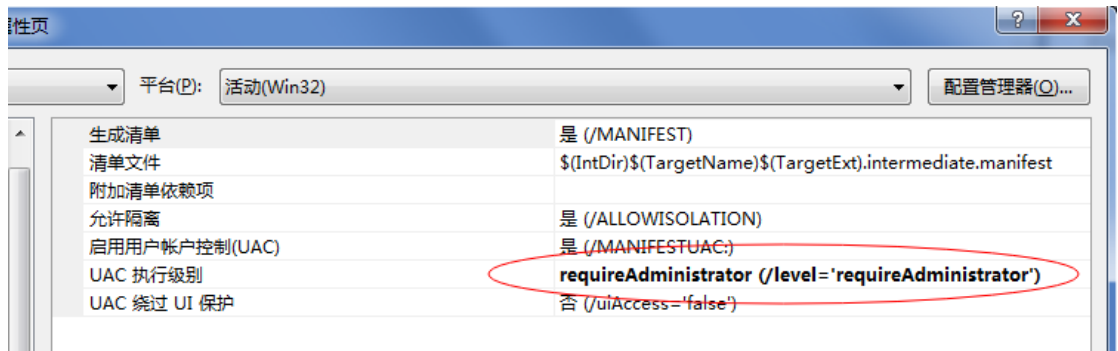 属性页
平台(P): 活动(Win32) 配置管理器(O)...
生成清单 是 (/MANIFEST)
清单文件 $(IntDir)$(TargetName)$(TargetExt).intermediate.manifest
附加清单依赖项
允许隔离 是 (/ALLOWISOLATION)
启用用户帐户控制(UAC) 是 (/MANIFESTUAC:)
UAC 执行级别 requireAdministrator (/level='requireAdministrator')
UAC 绕过 UI 保护 否 (/uiAccess='false')